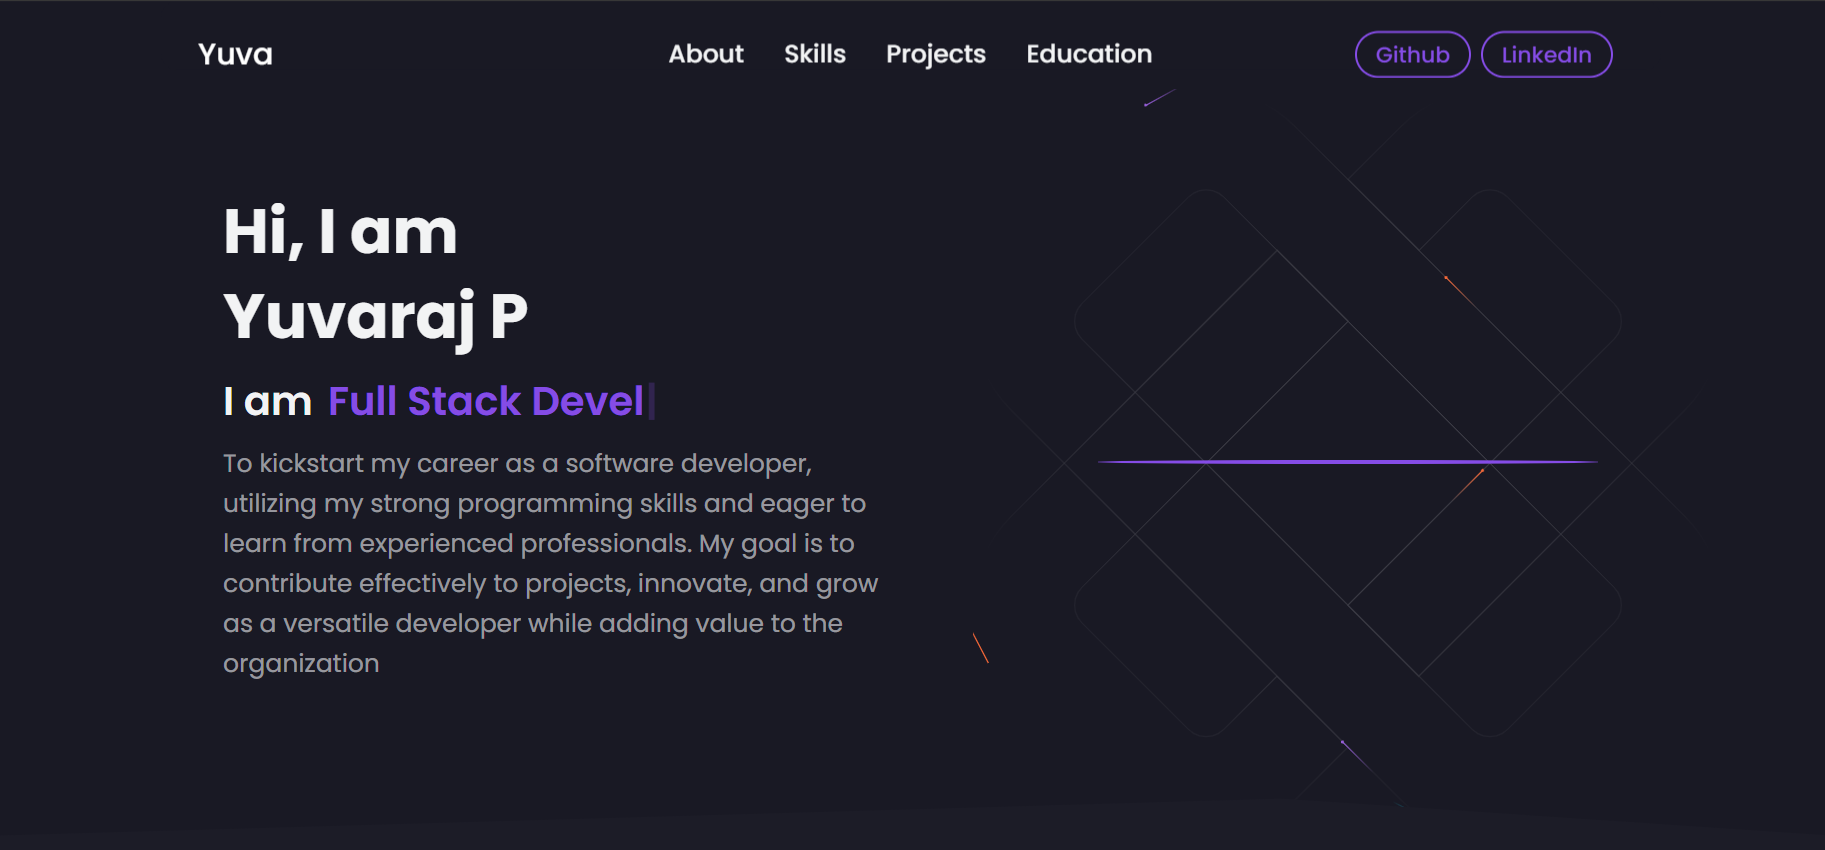 Yuva
About Skills Projects Education
Github LinkedIn
Hi, I am
Yuvaraj P
I am Full Stack Devel
To kickstart my career as a software developer,
utilizing my strong programming skills and eager to
learn from experienced professionals. My goal is to
contribute effectively to projects, innovate, and grow
as a versatile developer while adding value to the
organization